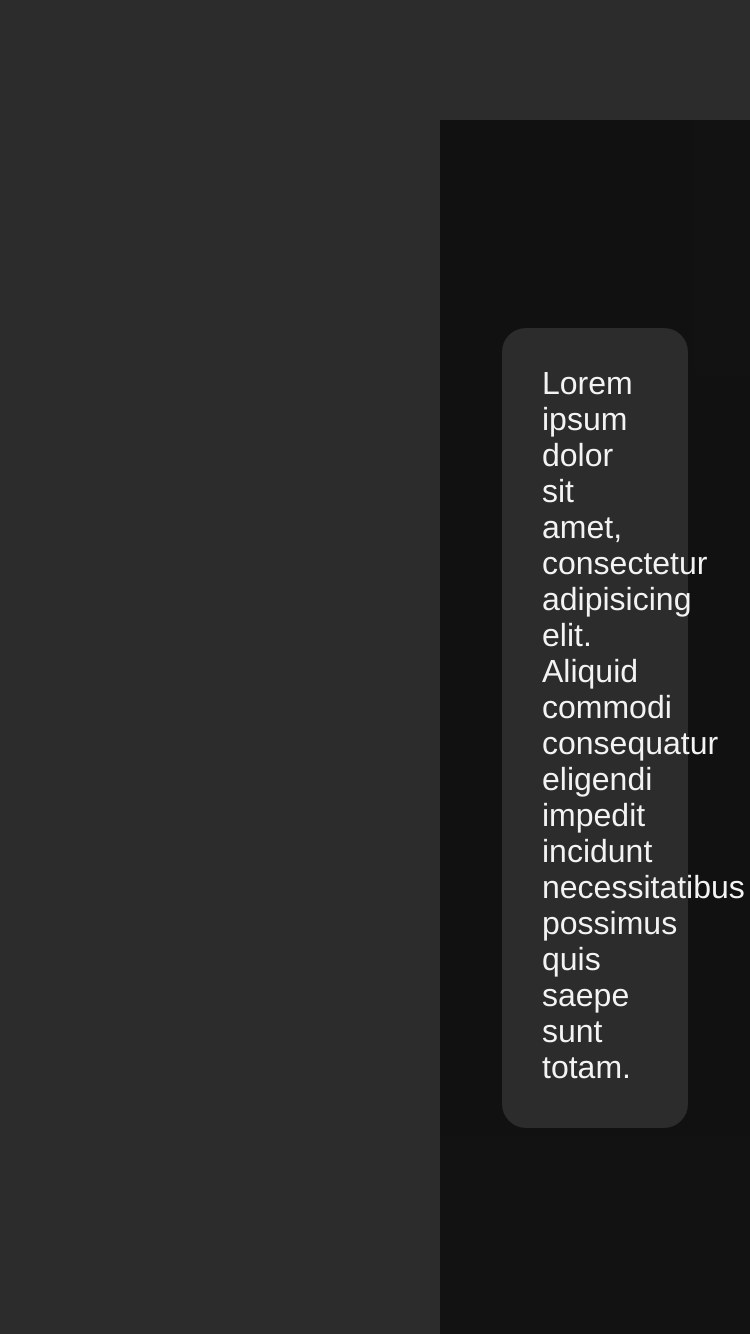 Lorem
ipsum
dolor
sit
amet,
consectetur
adipisicing
elit.
Aliquid
commodi
consequatur
eligendi
impedit
incidunt
necessitatibus
possimus
quis
saepe
sunt
totam.